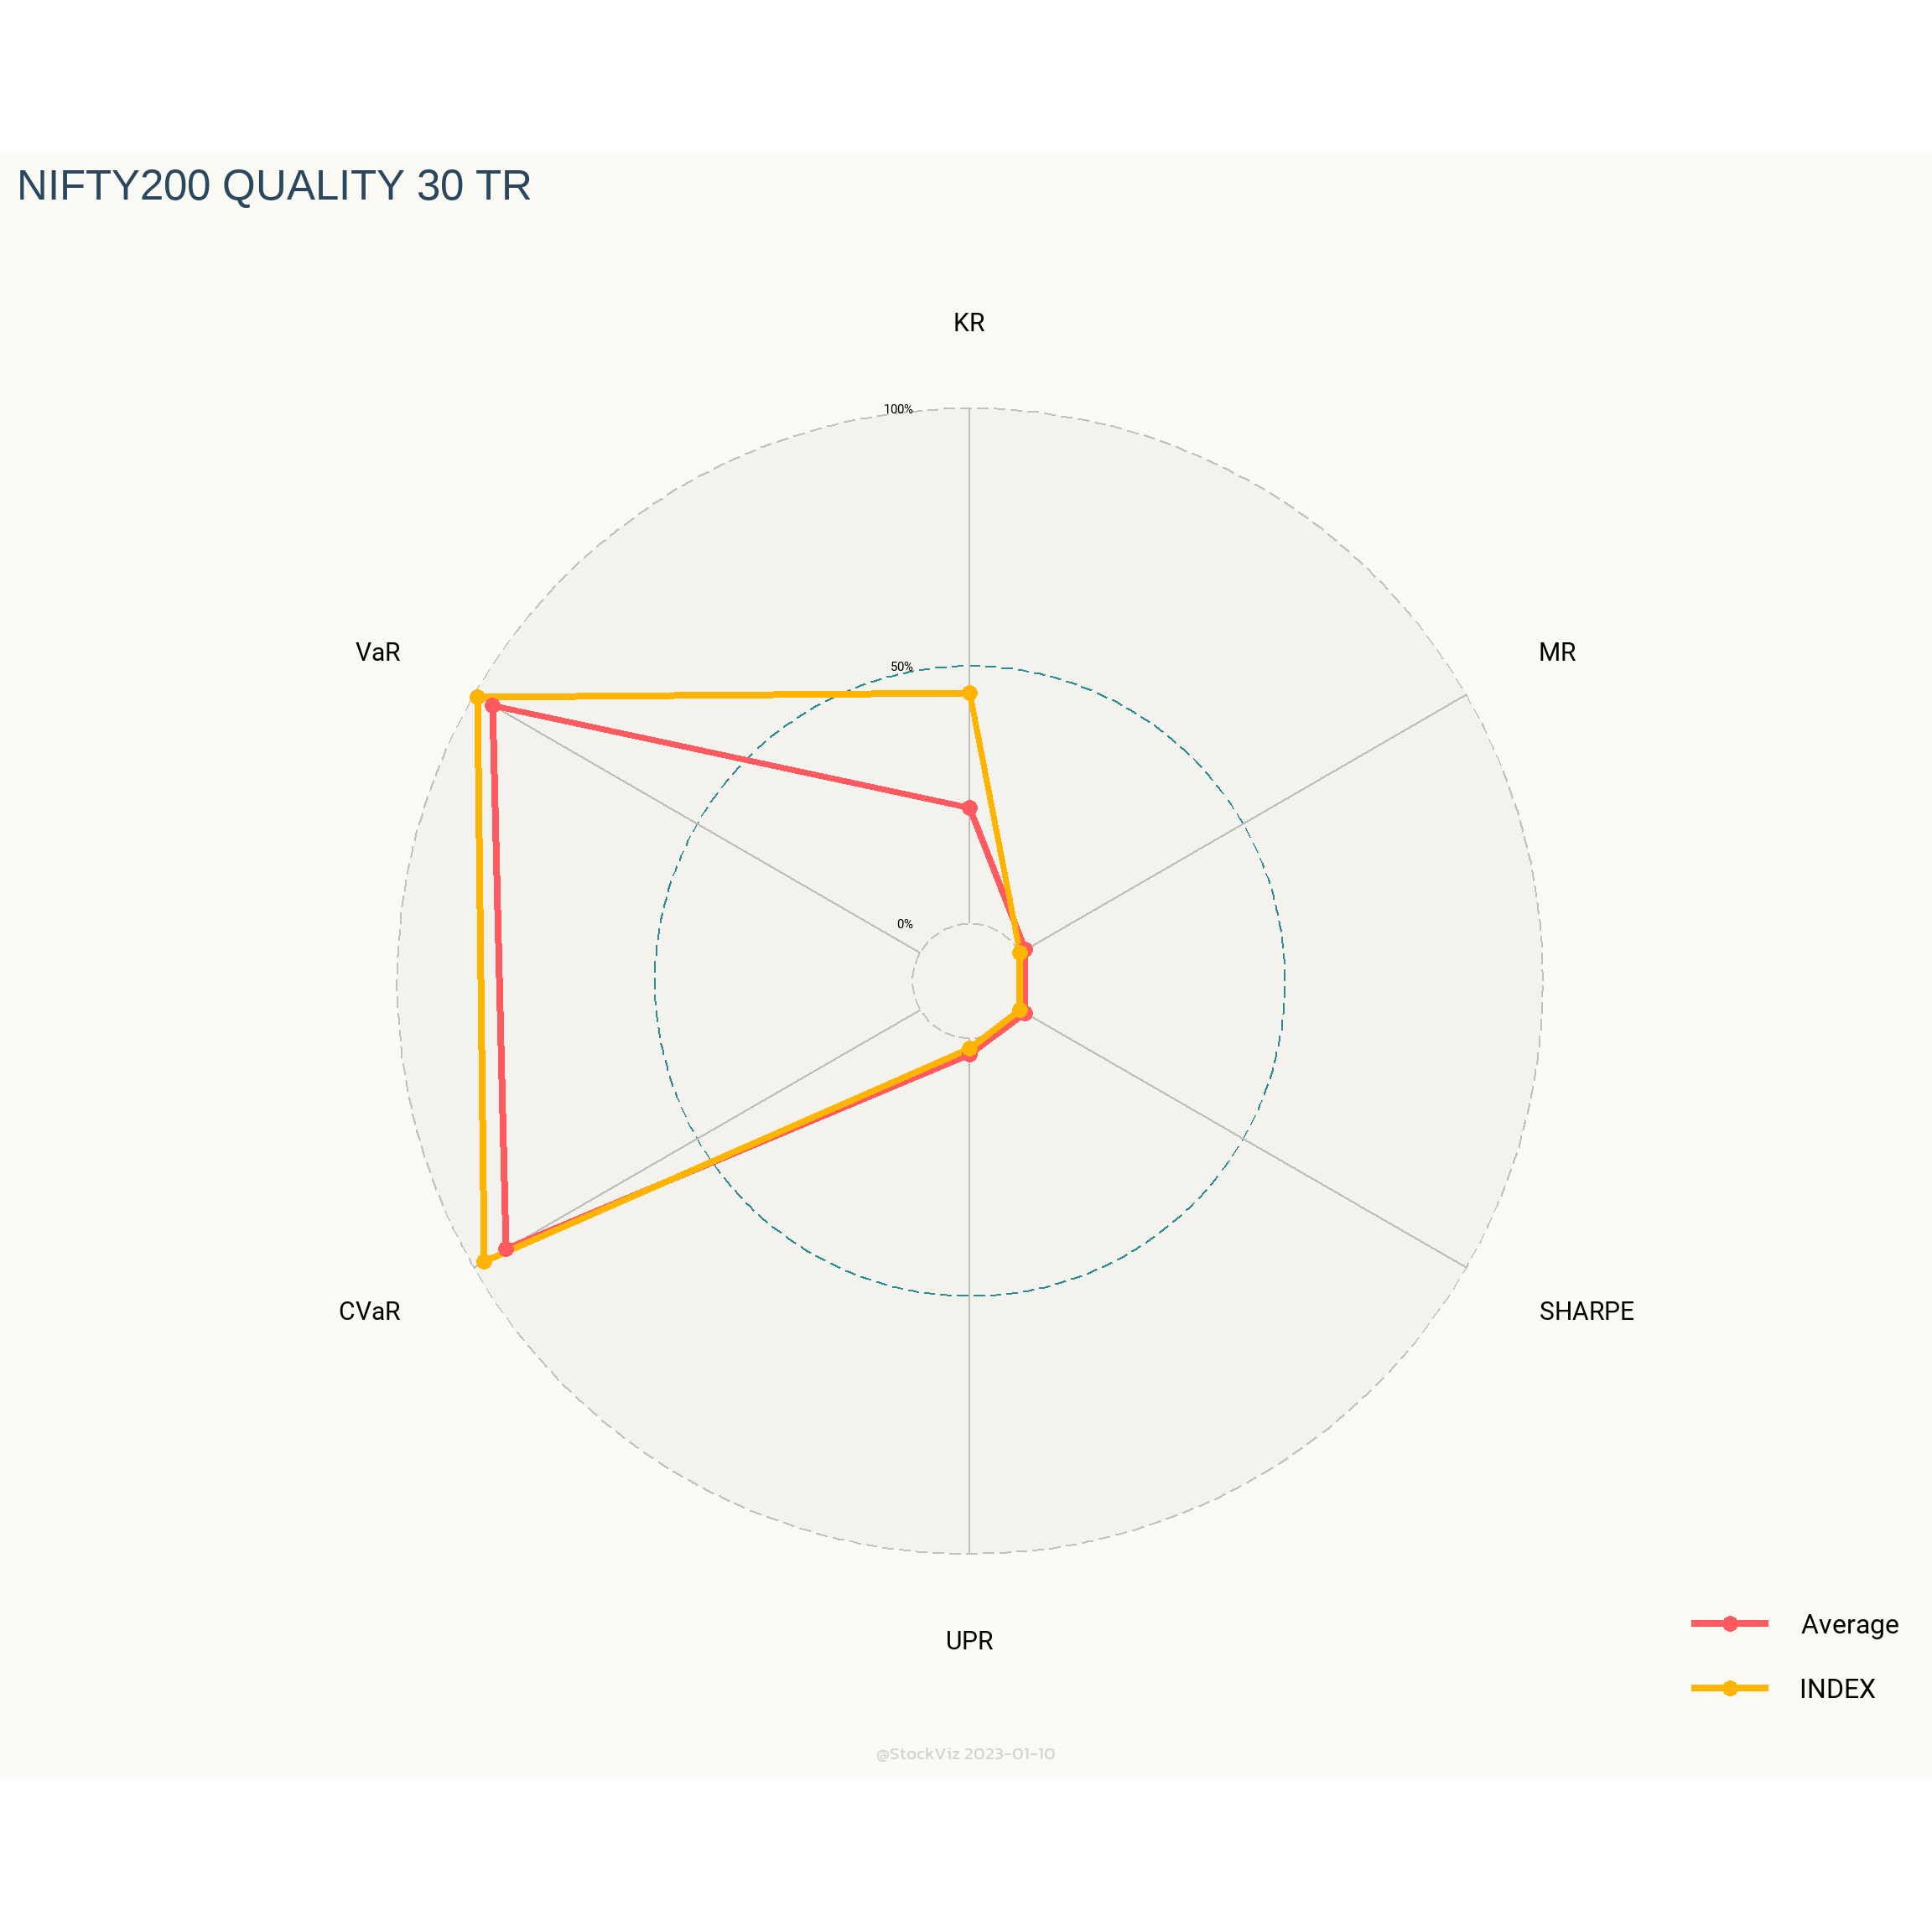 NIFTY200 QUALITY 30 TR
KR
100%
VaR
MR
50%
0%
CVaR
SHARPE
UPR
Average
INDEX
@StockViz 2023-01-10